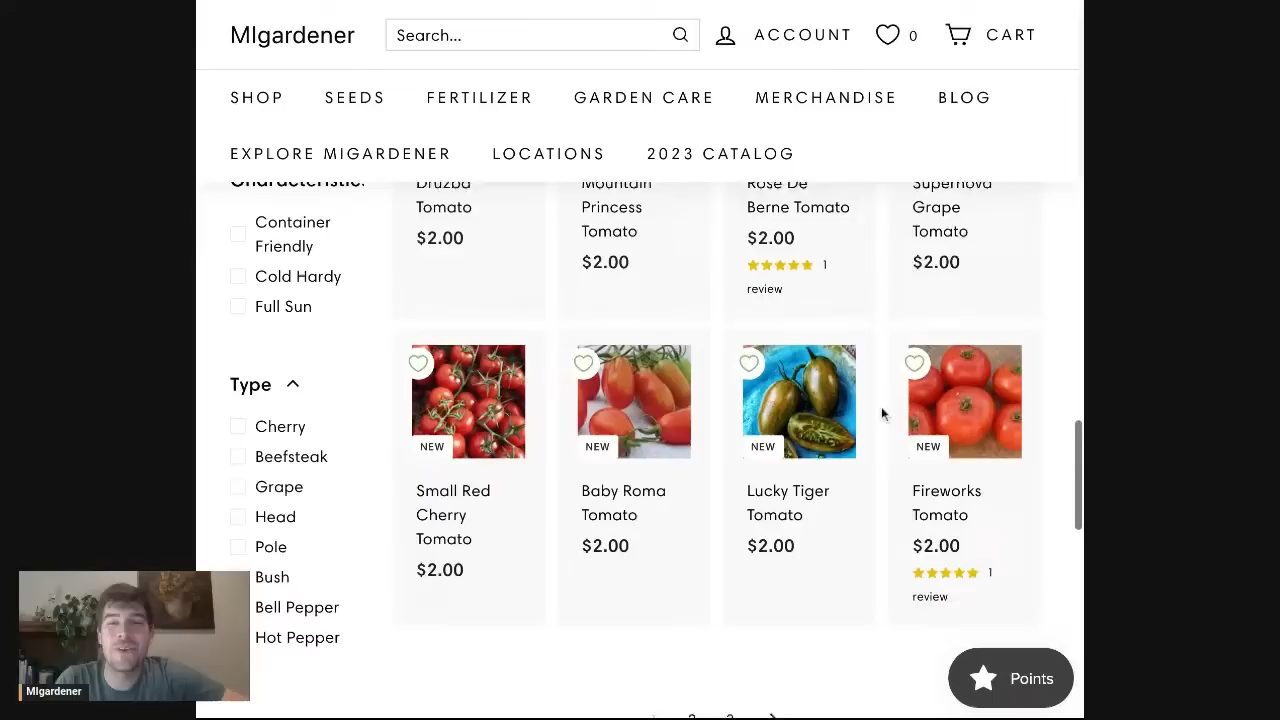 MIgardener
Search...
ACCOUNT
0
CART
SHOP
SEEDS
FERTILIZER
GARDEN CARE
MERCHANDISE
BLOG
EXPLORE MIGARDENER
LOCATIONS
2023 CATALOG
Characteristic:
Container
Friendly
Cold Hardy
Full Sun
Type
Cherry
Beefsteak
Grape
Head
Pole
Bush
Bell Pepper
Hot Pepper
Druzba
Tomato
$2.00
Mountain
Princess
Tomato
$2.00
Rose De
Berne Tomato
$2.00
1
review
Supernova
Grape
Tomato
$2.00
NEW
Small Red
Cherry
Tomato
$2.00
NEW
Baby Roma
Tomato
$2.00
NEW
Lucky Tiger
Tomato
$2.00
NEW
Fireworks
Tomato
$2.00
1
review
Points
MIgardener